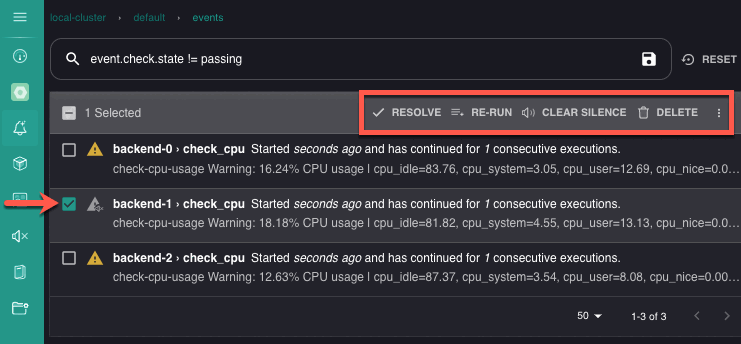 local-cluster › default › events
event.check.state != passing
RESET
1 Selected
RESOLVE
RE-RUN
CLEAR SILENCE
DELETE
backend-0 › check_cpu Started seconds ago and has continued for 1 consecutive executions.
check-cpu-usage Warning: 16.24% CPU usage | cpu_idle=83.76, cpu_system=3.05, cpu_user=12.69, cpu_nice=0.0…
backend-1 › check_cpu Started seconds ago and has continued for 1 consecutive executions.
check-cpu-usage Warning: 18.18% CPU usage | cpu_idle=81.82, cpu_system=4.55, cpu_user=13.13, cpu_nice=0.0…
backend-2 › check_cpu Started seconds ago and has continued for 1 consecutive executions.
check-cpu-usage Warning: 12.63% CPU usage | cpu_idle=87.37, cpu_system=3.54, cpu_user=8.08, cpu_nice=0.00…
50
1-3 of 3